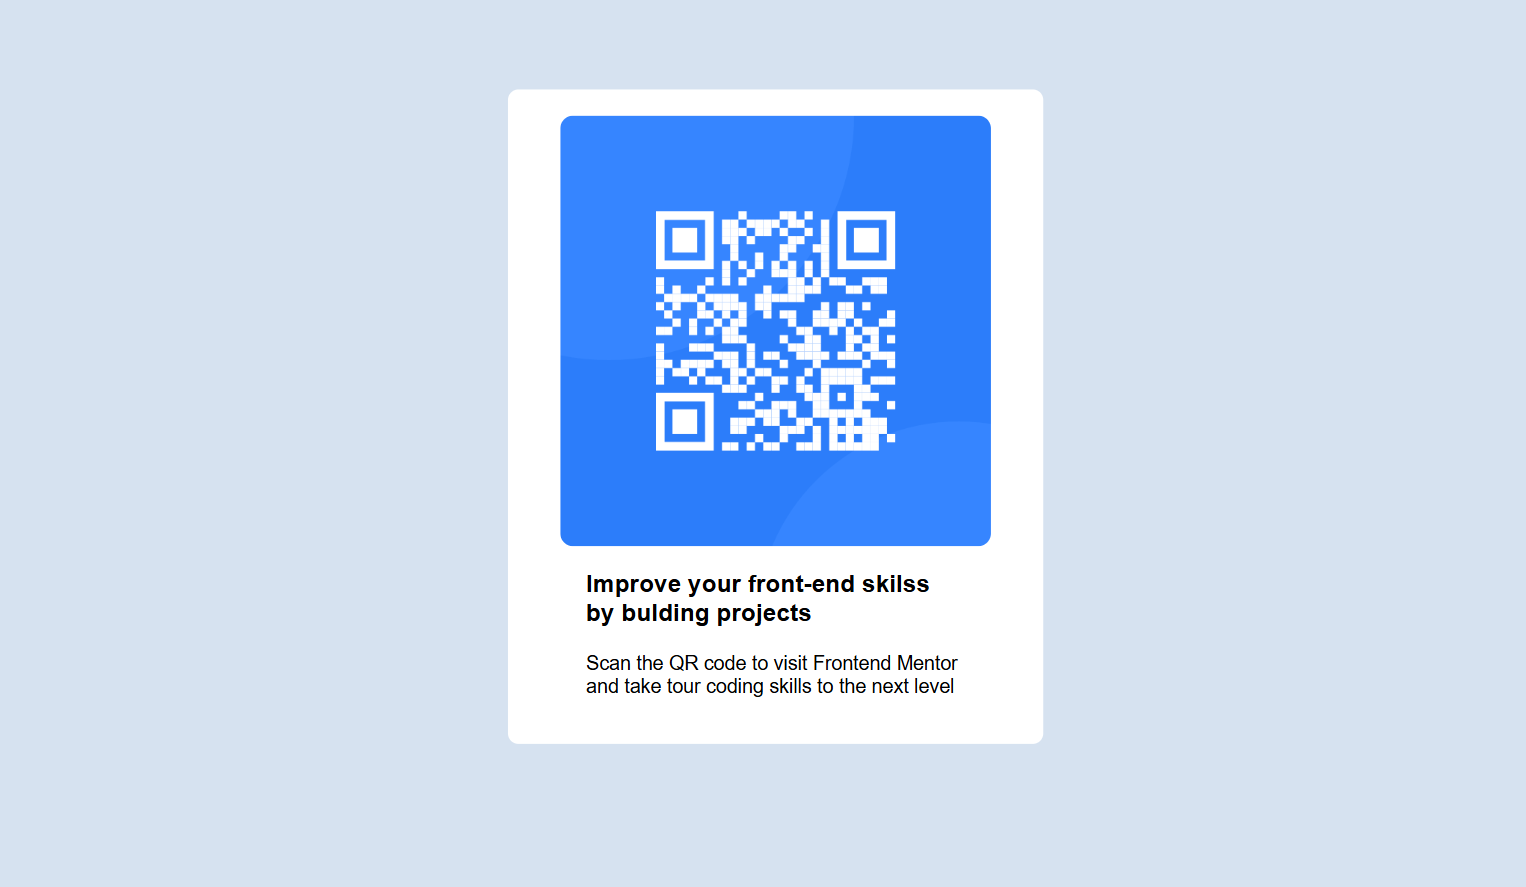 Improve your front-end skilss
by bulding projects
Scan the QR code to visit Frontend Mentor
and take tour coding skills to the next level